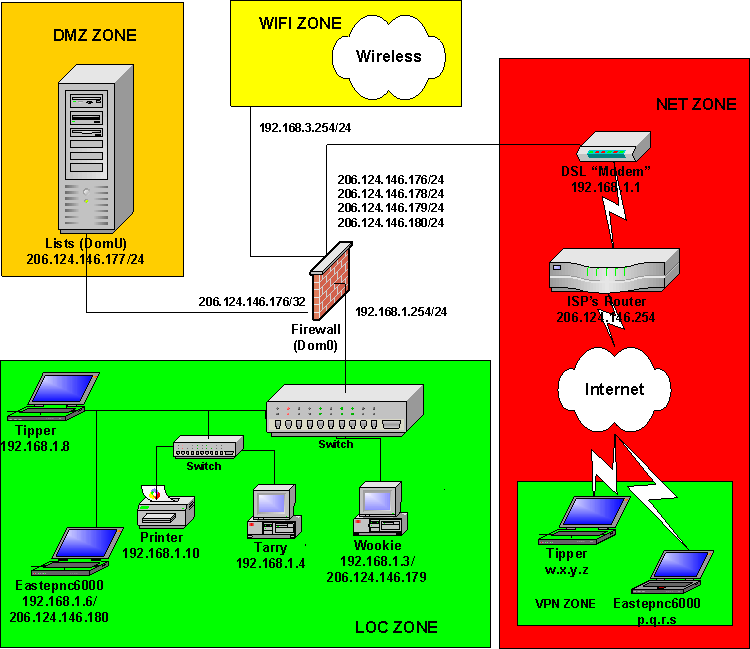 DMZ ZONE
Lists (DomU)
206.124.146.177/24
WIFI ZONE
Wireless
192.168.3.254/24
206.124.146.176/24
206.124.146.178/24
206.124.146.179/24
206.124.146.180/24
206.124.146.176/32
192.168.1.254/24
Firewall
(Dom0)
NET ZONE
DSL “Modem”
192.168.1.1
ISP's Router
206.124.146.254
Internet
Tipper
w.x.y.z
Eastepnc6000
p.q.r.s
VPN ZONE
Tipper
192.168.1.8
Switch
Switch
Printer
192.168.1.10
Tarry
192.168.1.4
Wookie
192.168.1.3/
206.124.146.179
Eastepnc6000
192.168.1.6/
206.124.146.180
LOC ZONE